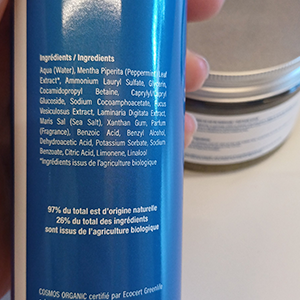 Ingrédients / Ingredients
Aqua (Water), Mentha Piperita (Peppermint) Leaf
Extract*, Ammonium Lauryl Sulfate, Glycerin,
Cocamidopropyl Betaine, Capryl/Capryl
Glucoside, Sodium Cocoamphoacetate, Fucus
Vesiculosus Extract, Laminaria Digitata Extract,
Maris Sal (Sea Salt), Xanthan Gum, Parfum
(Fragrance), Benzoic Acid, Benzyl Alcohol,
Dehydroacetic Acid, Potassium Sorbate, Sodium
Benzoate, Citric Acid, Limonene, Linalool
*Ingrédients issus de l'agriculture biologique
97% du total est d'origine naturelle
26% du total des ingrédients
sont issus de l'agriculture biologique
COSMOS ORGANIC certifié par Ecocert Greenlife